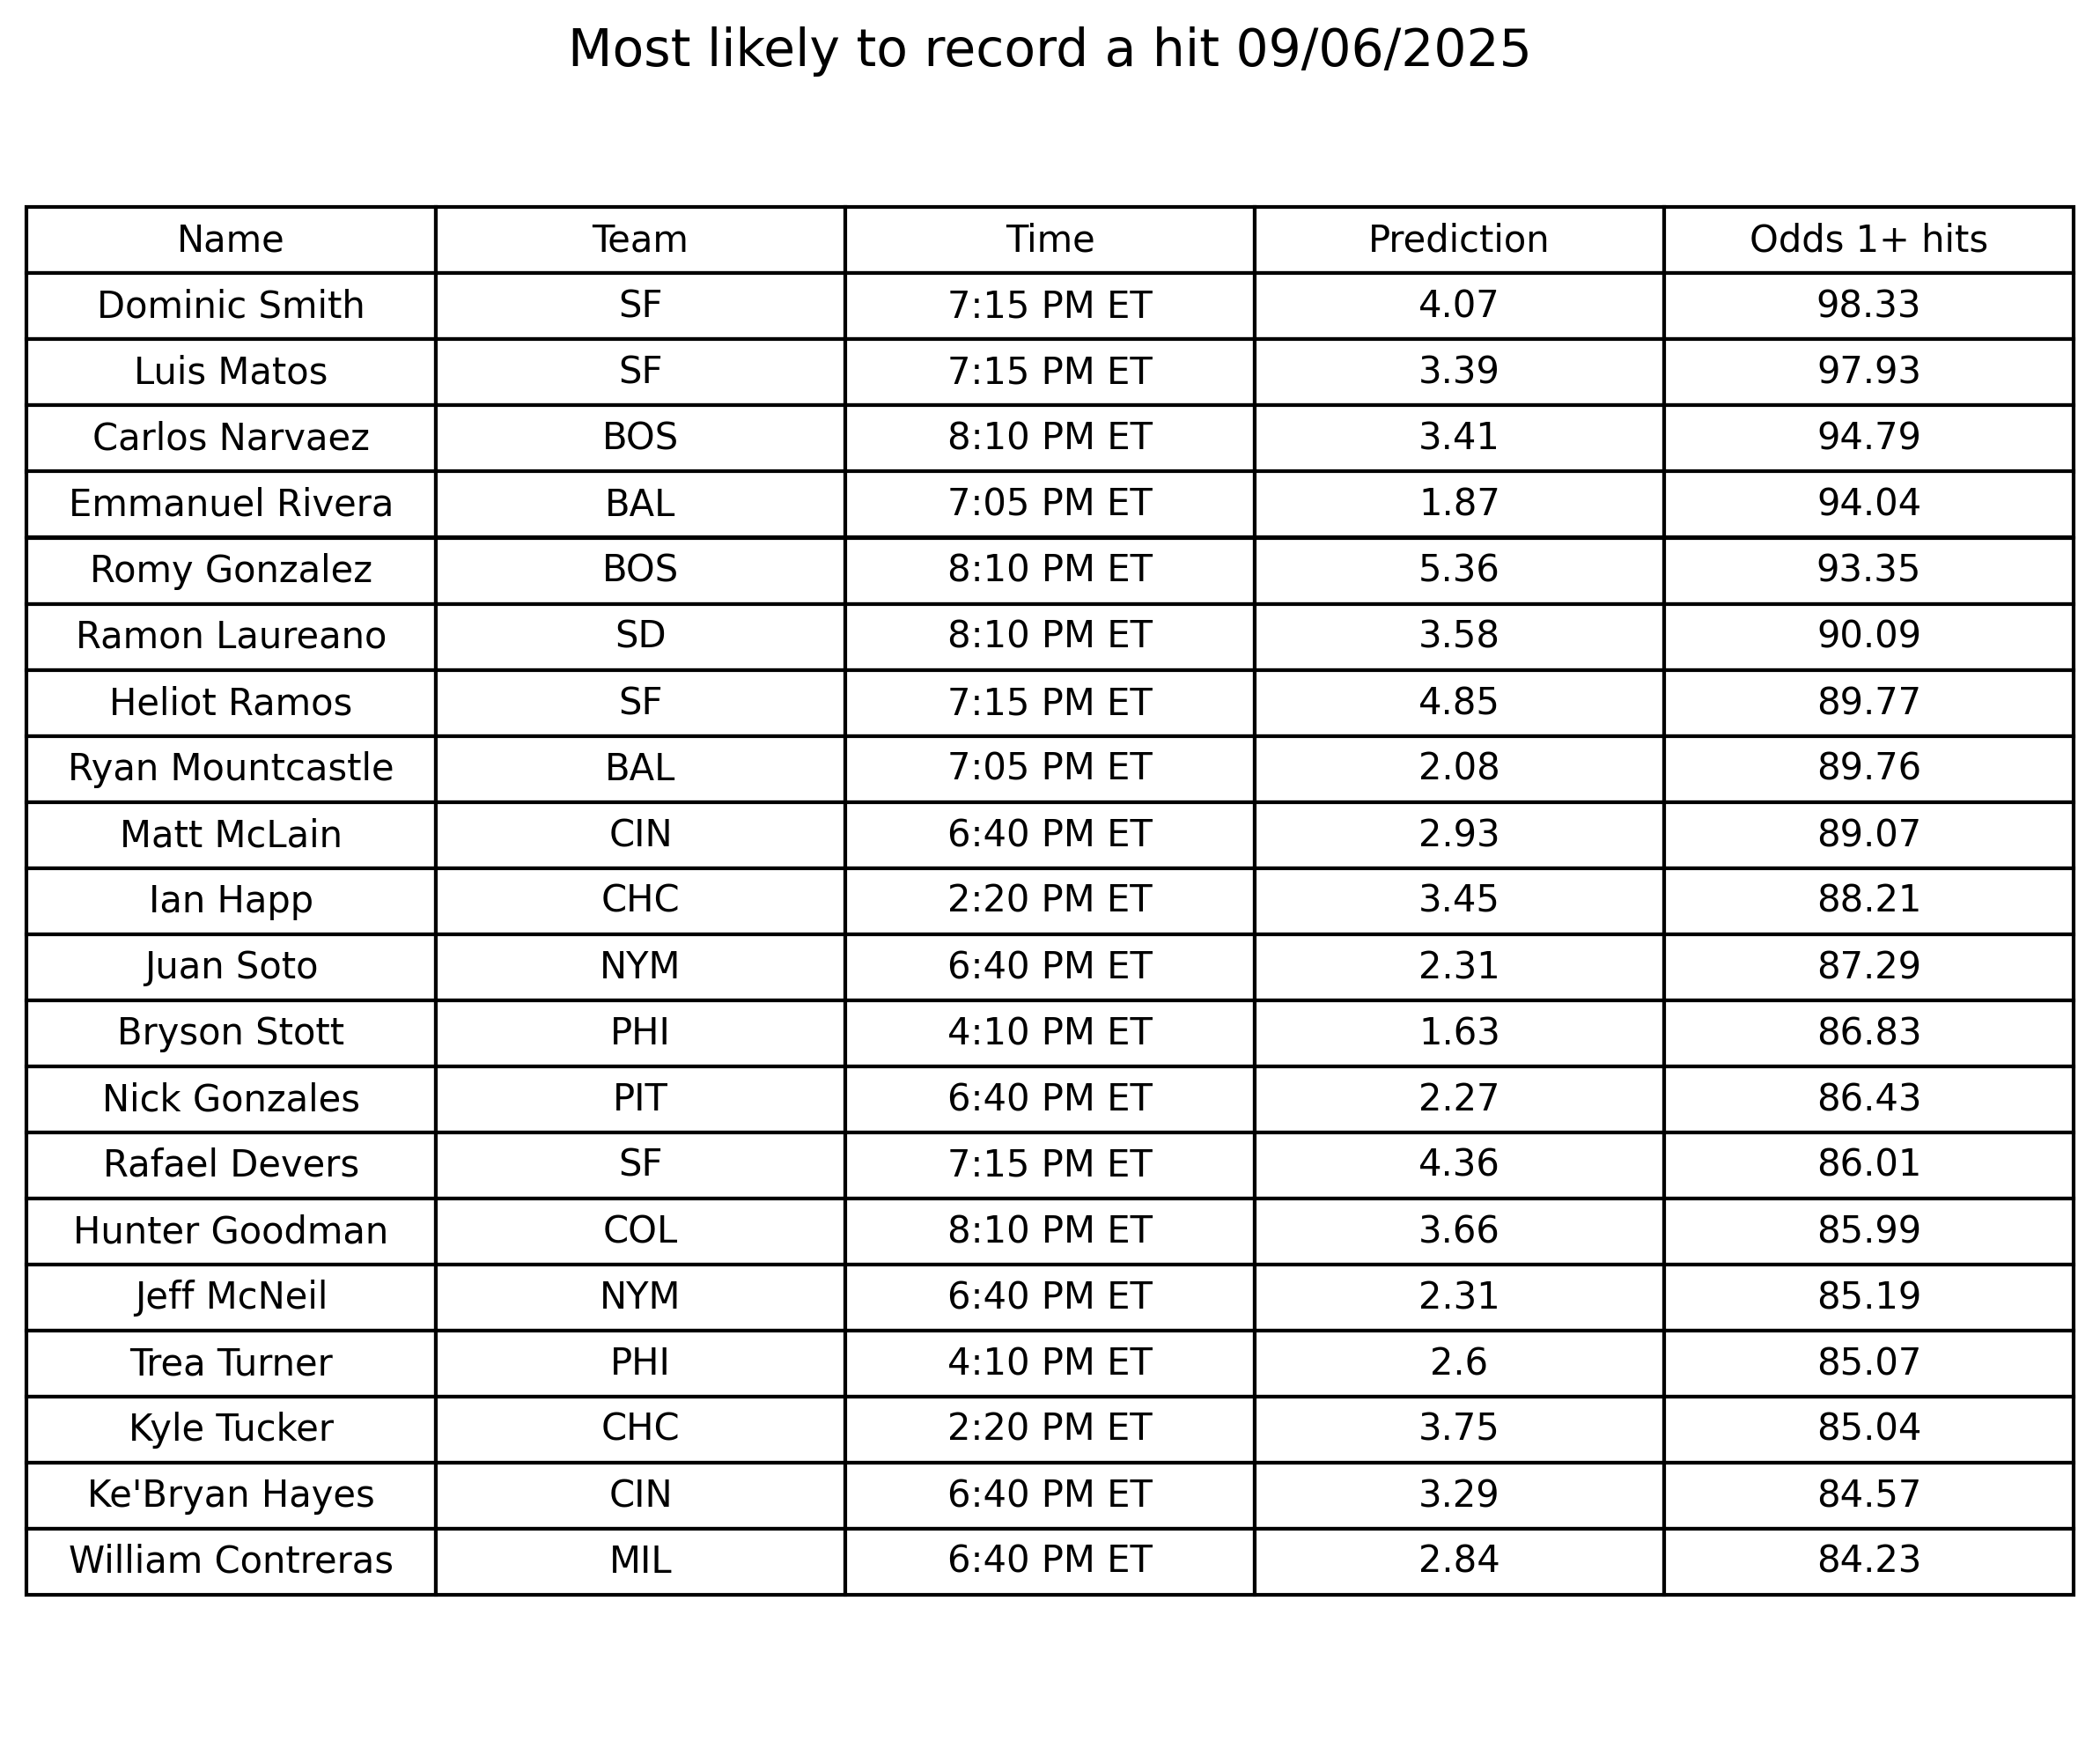 Most likely to record a hit 09/06/2025
Name Team Time Prediction Odds 1+ hits
Dominic Smith SF 7:15 PM ET 4.07 98.33
Luis Matos SF 7:15 PM ET 3.39 97.93
Carlos Narvaez BOS 8:10 PM ET 3.41 94.79
Emmanuel Rivera BAL 7:05 PM ET 1.87 94.04
Romy Gonzalez BOS 8:10 PM ET 5.36 93.35
Ramon Laureano SD 8:10 PM ET 3.58 90.09
Heliot Ramos SF 7:15 PM ET 4.85 89.77
Ryan Mountcastle BAL 7:05 PM ET 2.08 89.76
Matt McLain CIN 6:40 PM ET 2.93 89.07
Ian Happ CHC 2:20 PM ET 3.45 88.21
Juan Soto NYM 6:40 PM ET 2.31 87.29
Bryson Stott PHI 4:10 PM ET 1.63 86.83
Nick Gonzales PIT 6:40 PM ET 2.27 86.43
Rafael Devers SF 7:15 PM ET 4.36 86.01
Hunter Goodman COL 8:10 PM ET 3.66 85.99
Jeff McNeil NYM 6:40 PM ET 2.31 85.19
Trea Turner PHI 4:10 PM ET 2.6 85.07
Kyle Tucker CHC 2:20 PM ET 3.75 85.04
Ke'Bryan Hayes CIN 6:40 PM ET 3.29 84.57
William Contreras MIL 6:40 PM ET 2.84 84.23